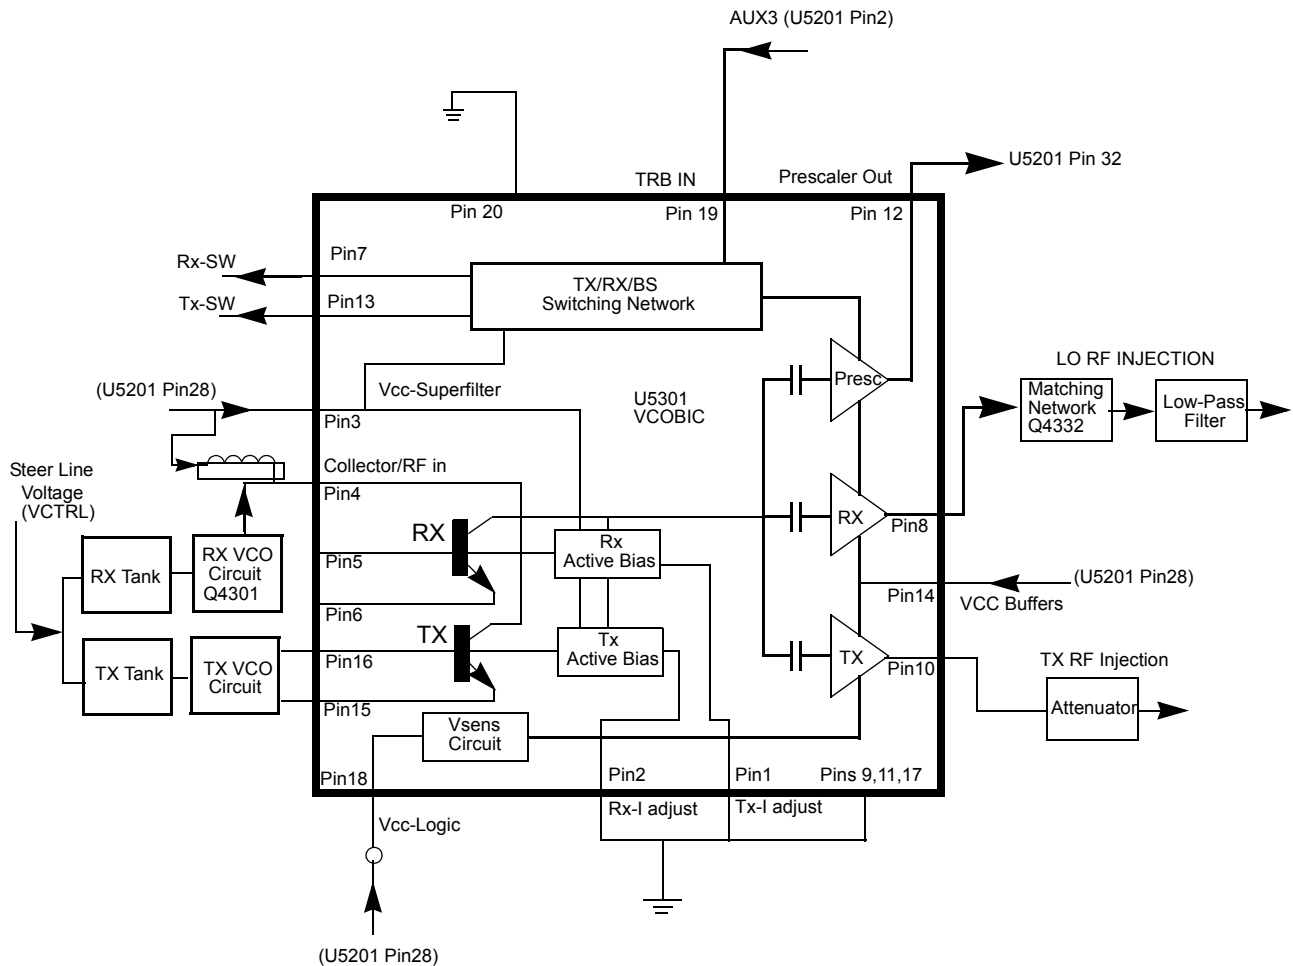 AUX3 (U5201 Pin2)
U5201 Pin 32
TRB IN
Prescaler Out
Pin 20
Pin 19
Pin 12
Pin7
Rx-SW
TX/RX/BS
Switching Network
Pin13
Tx-SW
LO RF INJECTION
Presc
(U5201 Pin28)
Vcc-Superfilter
U5301
VCOBIC
Matching
Network
Q4332
Low-Pass
Filter
Pin3
Steer Line
Voltage
(VCTRL)
Collector/RF in
Pin4
RX
RX
Pin8
Rx
Active Bias
RX Tank
RX VCO
Circuit
Q4301
Pin5
(U5201 Pin28)
Pin14
VCC Buffers
Pin6
TX
Tx
Active Bias
TX
Pin10
TX RF Injection
TX Tank
TX VCO
Circuit
Pin16
Pin15
Attenuator
Vsens
Circuit
Pin18
Pin2
Pin1
Pins 9,11,17
Rx-I adjust
Tx-I adjust
Vcc-Logic
(U5201 Pin28)